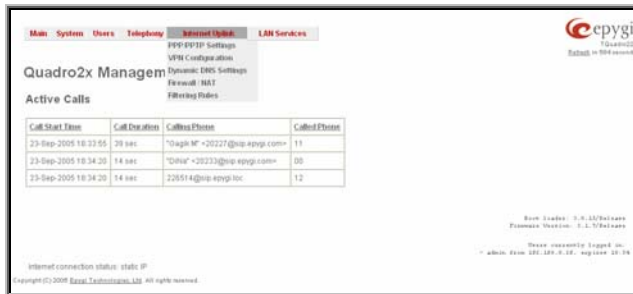 Main System Users Telephony Internet Uplink LAN Services
epygi
PPP/PPTP Settings
VPN Configuration
Dynamic DNS Settings
Firewall / NAT
Filtering Rules
Quadro2x Managem
Active Calls
Call Start Time Call Duration Calling Phone Called Phone
23-Sep-2005 18:33:55 39 sec "Gagik M" <20227@sip.epygi.com> 11
23-Sep-2005 18:34:20 14 sec <20233@sip.epygi.com> 00
23-Sep-2005 18:34:20 14 sec 226514@sip.epygi.loc 12
Users currently logged in:
Internet connection status: static IP
Copyright (C) 2005 Epygi Technologies, Ltd. All rights reserved.